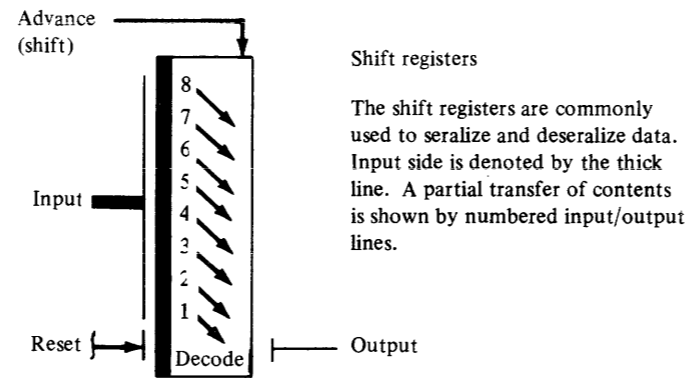 Advance
(shift)
Shift registers
8
7
6
5
4
3
2
1
The shift registers are commonly
used to seralize and deseralize data.
Input side is denoted by the thick
line. A partial transfer of contents
is shown by numbered input/output
lines.
Input
Reset
Decode
Output